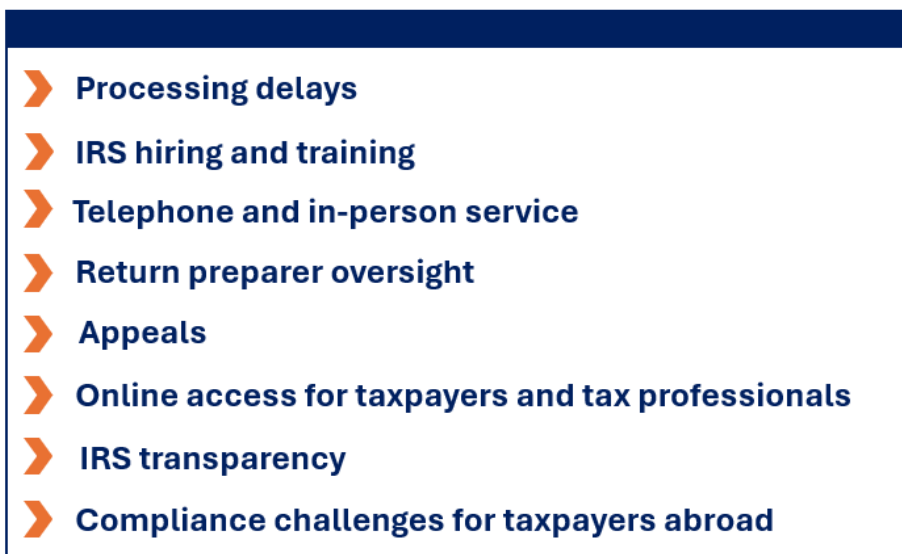 Processing delays
IRS hiring and training
Telephone and in-person service
Return preparer oversight
Appeals
Online access for taxpayers and tax professionals
IRS transparency
Compliance challenges for taxpayers abroad